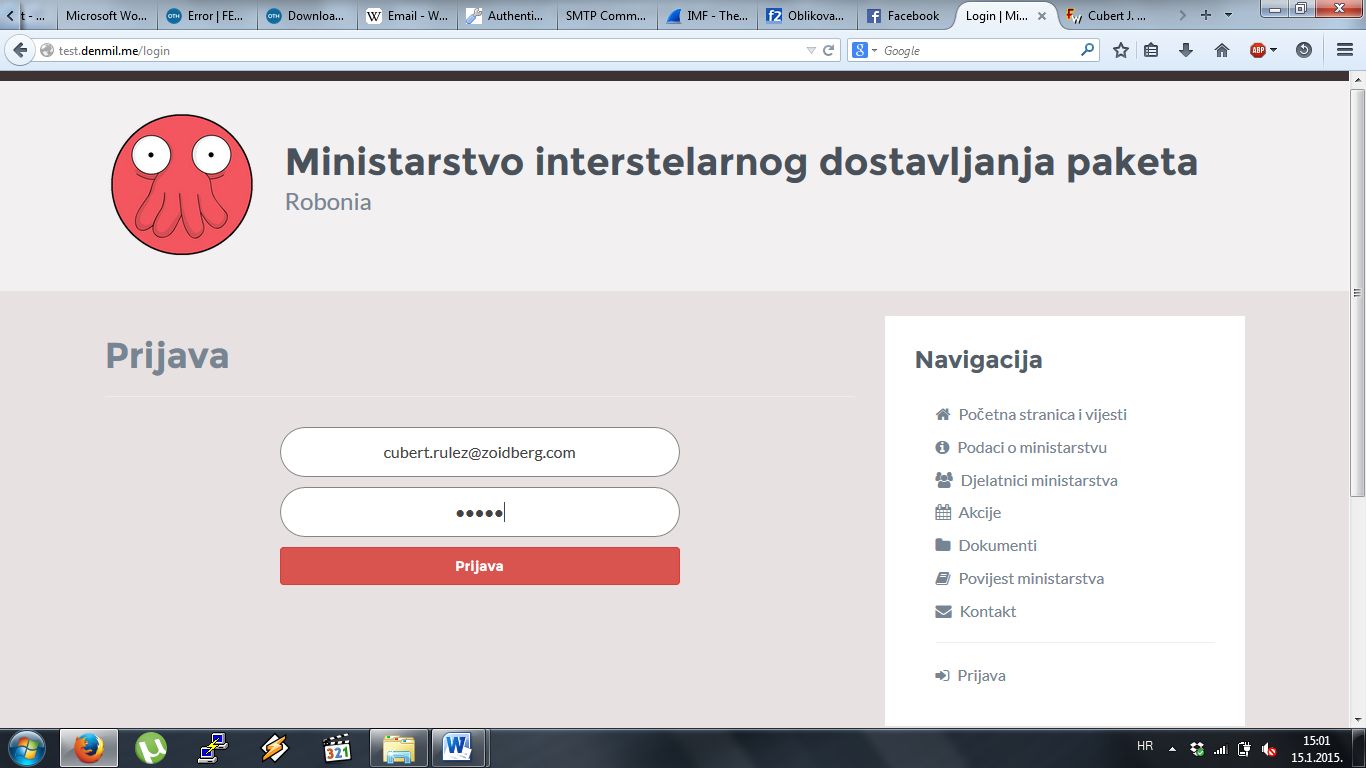 t - ...
Microsoft Wo...
Error | FE...
Downloa...
Email - W...
Authenti...
SMTP Comm...
IMF - The...
Oblikova...
Facebook
Login | Mi...
Cubert J. ...
test.denmil.me/login
Google
ABP
Ministarstvo interstelarnog dostavljanja paketa
Robonia
Prijava
cubert.rulez@zoidberg.com
●●●●●
Prijava
Navigacija
Početna stranica i vijesti
Podaci o ministarstvu
Djelatnici ministarstva
Akcije
Dokumenti
Povijest ministarstva
Kontakt
Prijava
321
HR
15:01
15.1.2015.